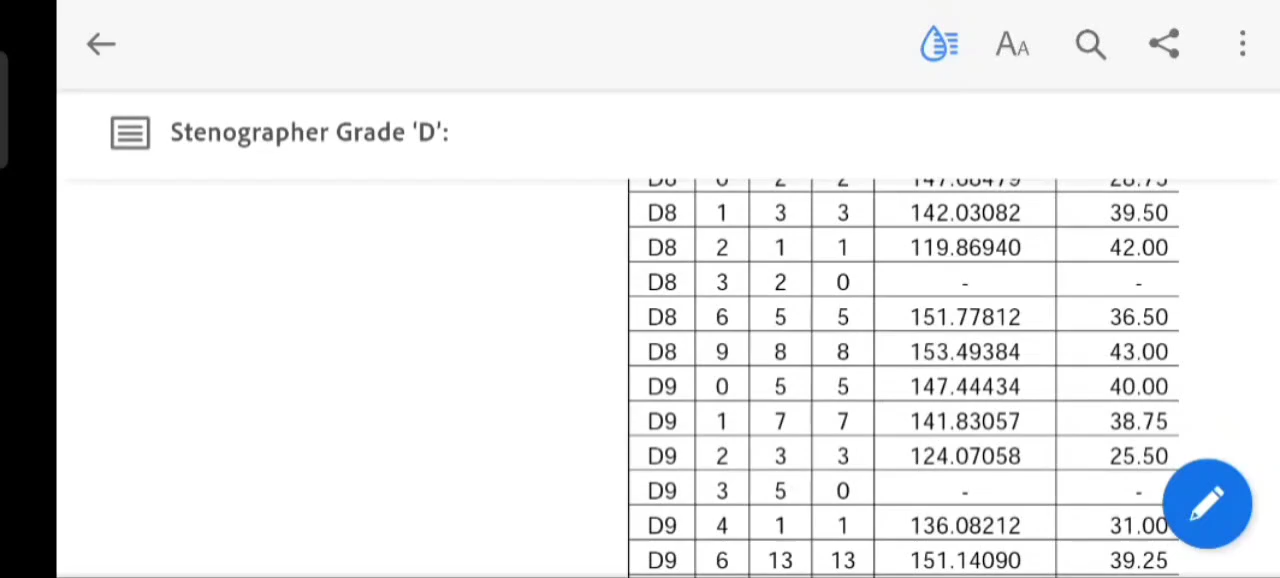 AA
Stenographer Grade 'D':
D8 1 3 3 142.03082 39.50
D8 2 1 1 119.86940 42.00
D8 3 2 0 - -
D8 6 5 5 151.77812 36.50
D8 9 8 8 153.49384 43.00
D9 0 5 5 147.44434 40.00
D9 1 7 7 141.83057 38.75
D9 2 3 3 124.07058 25.50
D9 3 5 0 - -
D9 4 1 1 136.08212 31.00
D9 6 13 13 151.14090 39.25